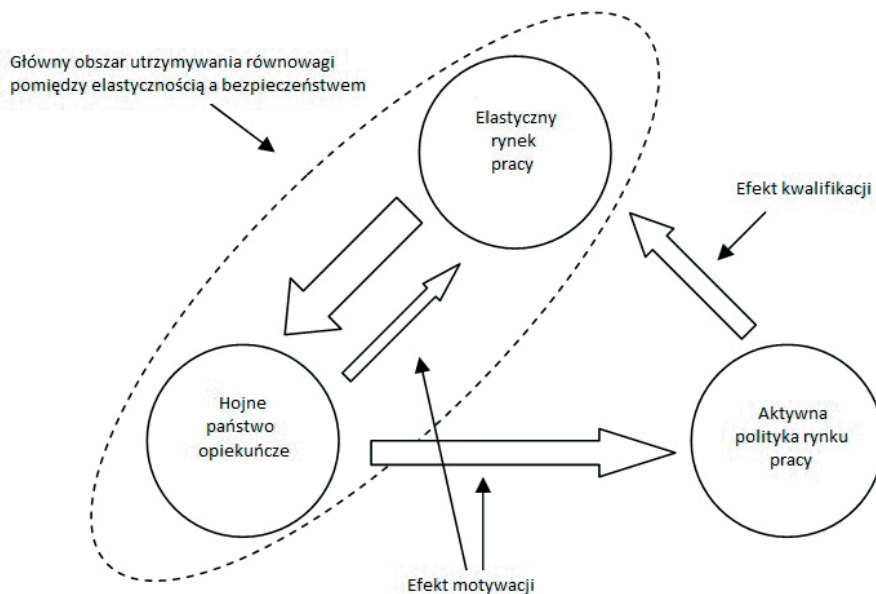 Główny obszar utrzymywania równowagi
pomiędzy elastycznością a bezpieczeństwem
Elastyczny
rynek
pracy
Efekt kwalifikacji
Hojne
państwo
opiekuńcze
Aktywna
polityka rynku
pracy
Efekt motywacji